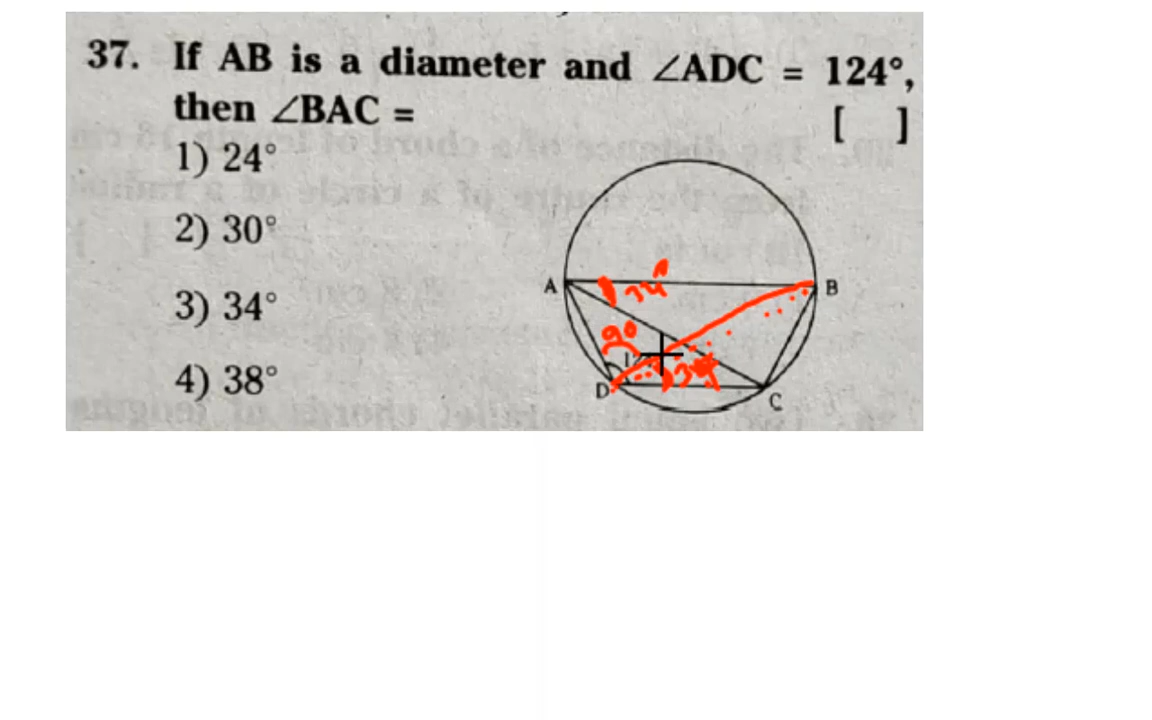 37. If AB is a diameter and ∠ADC = 124°,
then ∠BAC = [ ]
1) 24°
2) 30°
3) 34°
4) 38°
A
B
34°
90
34
D
C